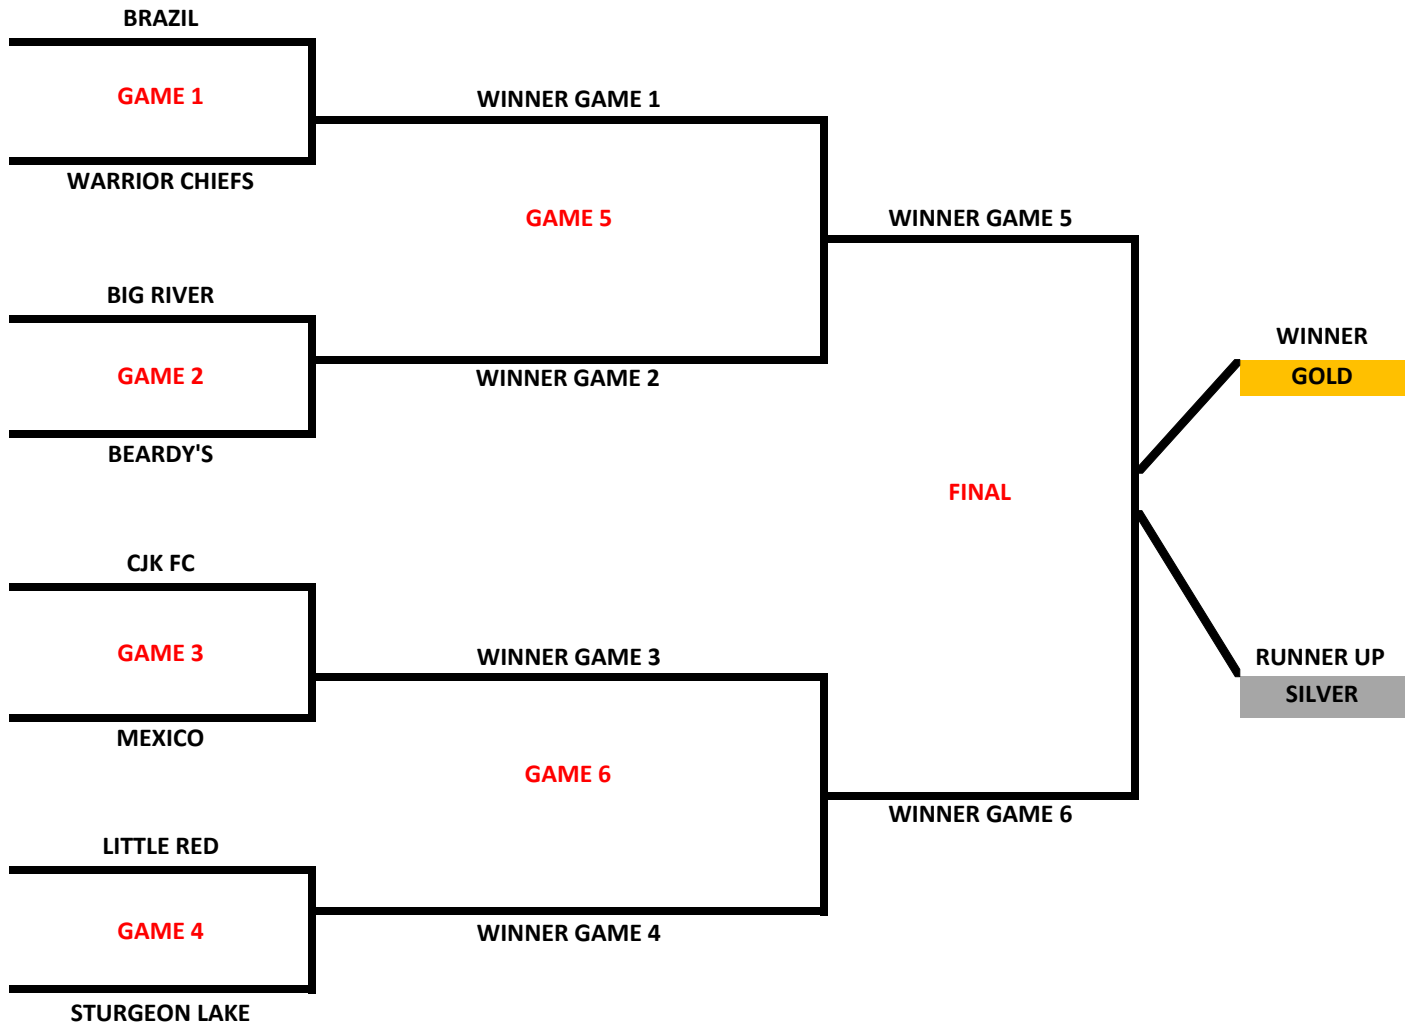 BRAZIL
GAME 1
WARRIOR CHIEFS
WINNER GAME 1
GAME 5
WINNER GAME 2
BIG RIVER
GAME 2
BEARDY'S
WINNER GAME 5
FINAL
WINNER GAME 6
CJK FC
GAME 3
MEXICO
WINNER GAME 3
GAME 6
WINNER GAME 4
LITTLE RED
GAME 4
STURGEON LAKE
WINNER
GOLD
RUNNER UP
SILVER